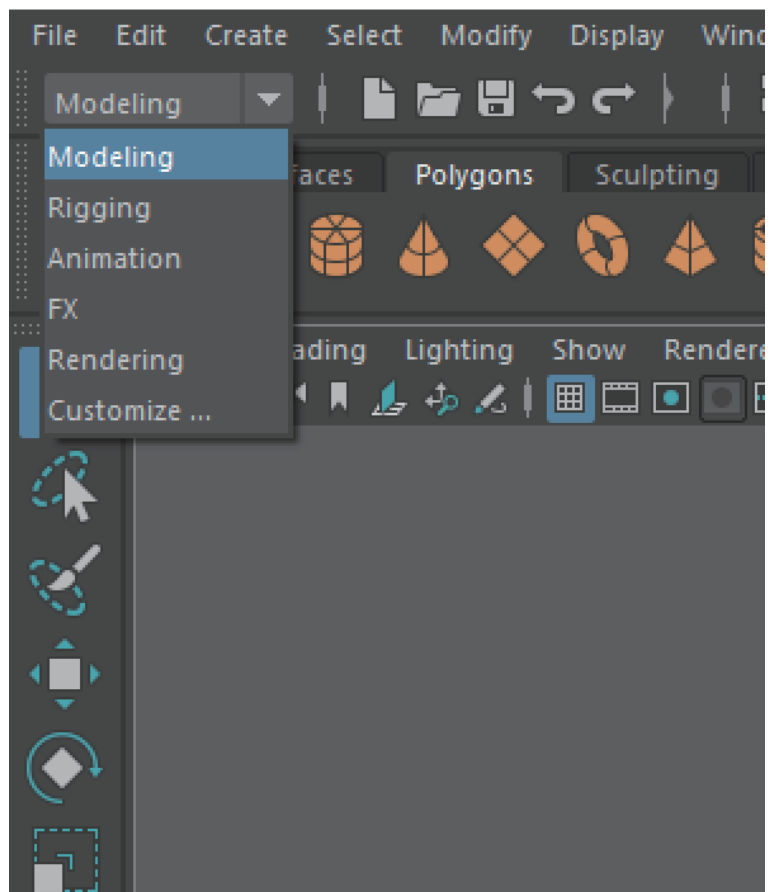 File Edit Create Select Modify Display
Modeling
Modeling
Polygons Sculpting
Rigging
Animation
FX
Lighting Show
Rendering
Customize ...